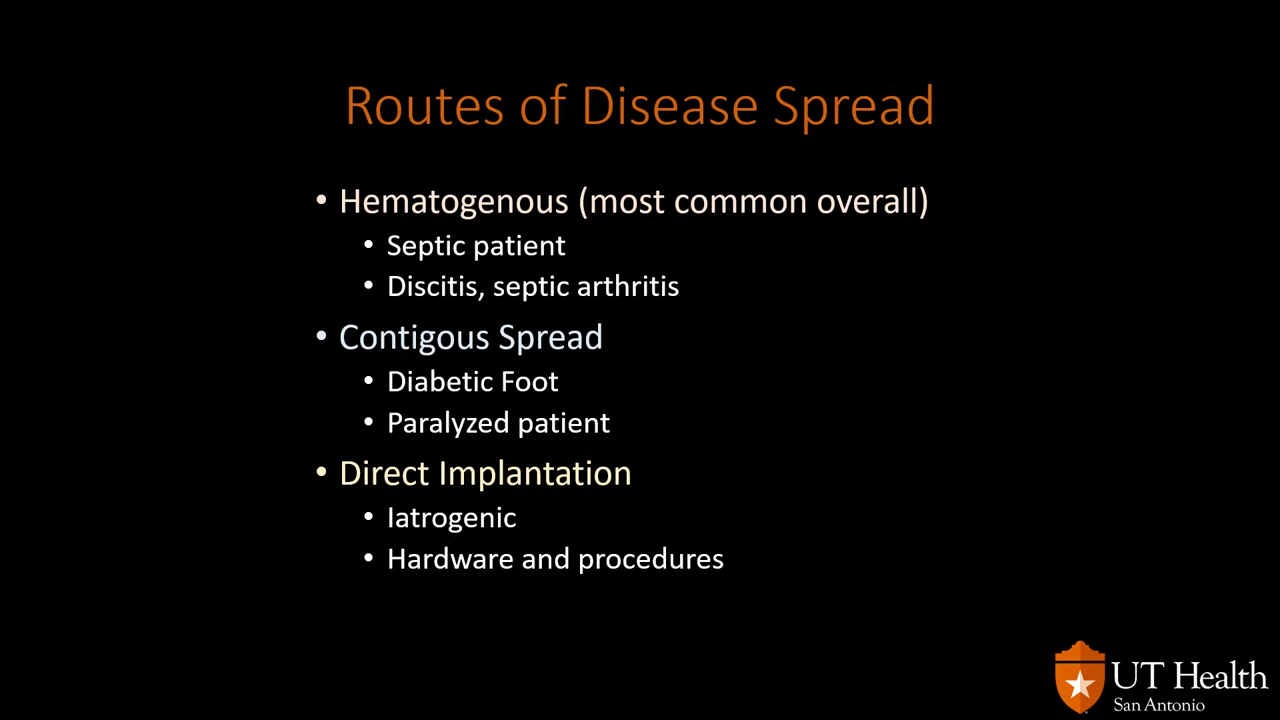 Routes of Disease Spread
• Hematogenous (most common overall)
• Septic patient
• Discitis, septic arthritis
• Contigous Spread
• Diabetic Foot
• Paralyzed patient
• Direct Implantation
• Iatrogenic
• Hardware and procedures
UT Health
San Antonio